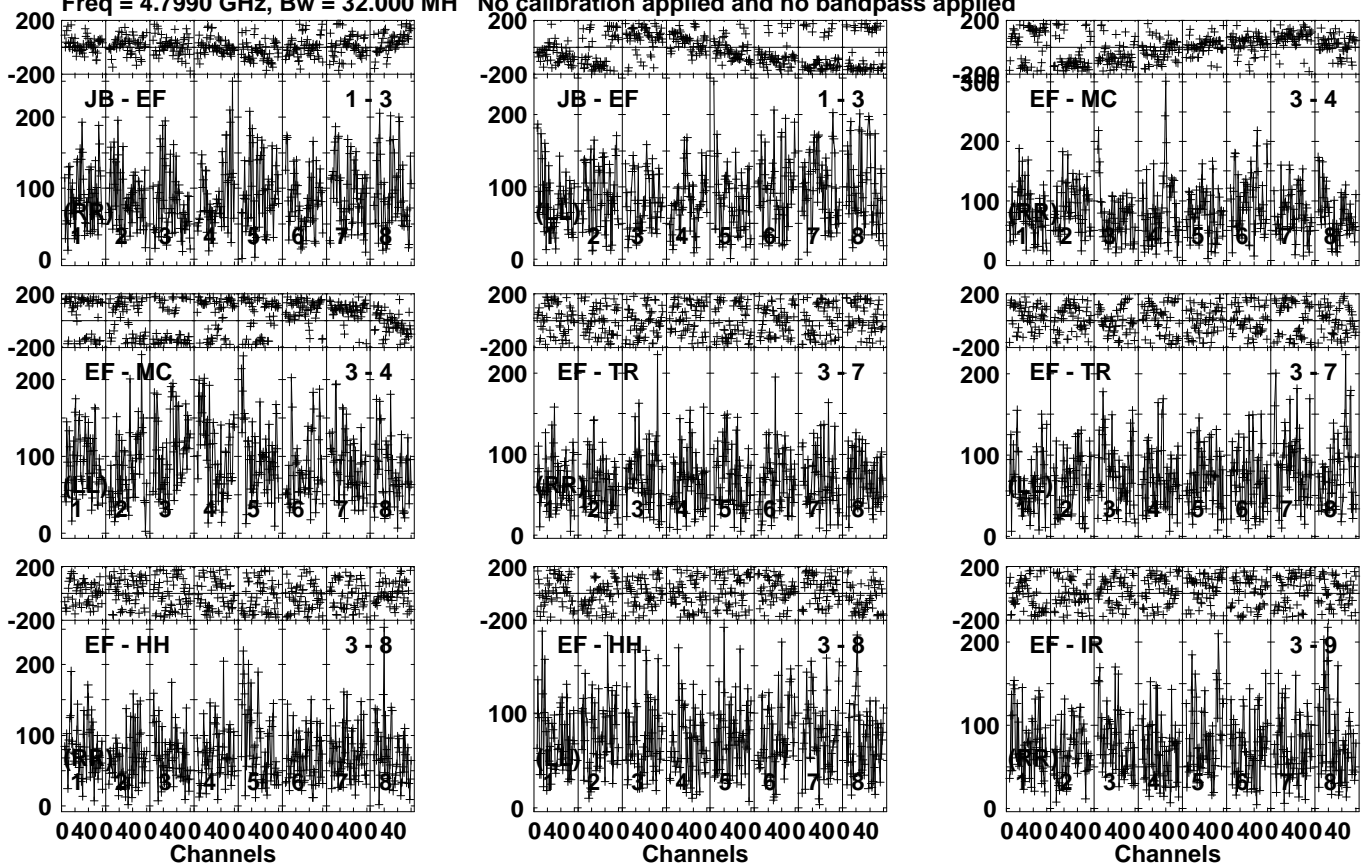 Freq = 4.7990 GHz, Bw = 32.000 MH No calibration applied and no bandpass applied
200
-200
JB - EF 1 - 3
200
100
0
(RR)
1 2 3 4 5 6 7 8
200
-200
JB - EF 1 - 3
200
100
0
(LL)
1 2 3 4 5 6 7 8
200
-200
300
EF - MC 3 - 4
200
100
0
(RR)
1 2 3 4 5 6 7 8
200
-200
EF - MC 3 - 4
200
100
0
(LL)
1 2 3 4 5 6 7 8
200
-200
EF - TR 3 - 7
200
100
0
(RR)
1 2 3 4 5 6 7 8
200
-200
EF - TR 3 - 7
200
100
0
(LL)
1 2 3 4 5 6 7 8
200
-200
EF - HH 3 - 8
200
100
0
(RR)
1 2 3 4 5 6 7 8
0 40 0 40 0 40 0 40 0 40 0 40 0 40 0 40
Channels
200
-200
EF - HH 3 - 8
100
0
(LL)
1 2 3 4 5 6 7 8
0 40 0 40 0 40 0 40 0 40 0 40 0 40 0 40
Channels
200
-200
EF - IR 3 - 9
200
100
0
(RR)
1 2 3 4 5 6 7 8
0 40 0 40 0 40 0 40 0 40 0 40 0 40 0 40
Channels